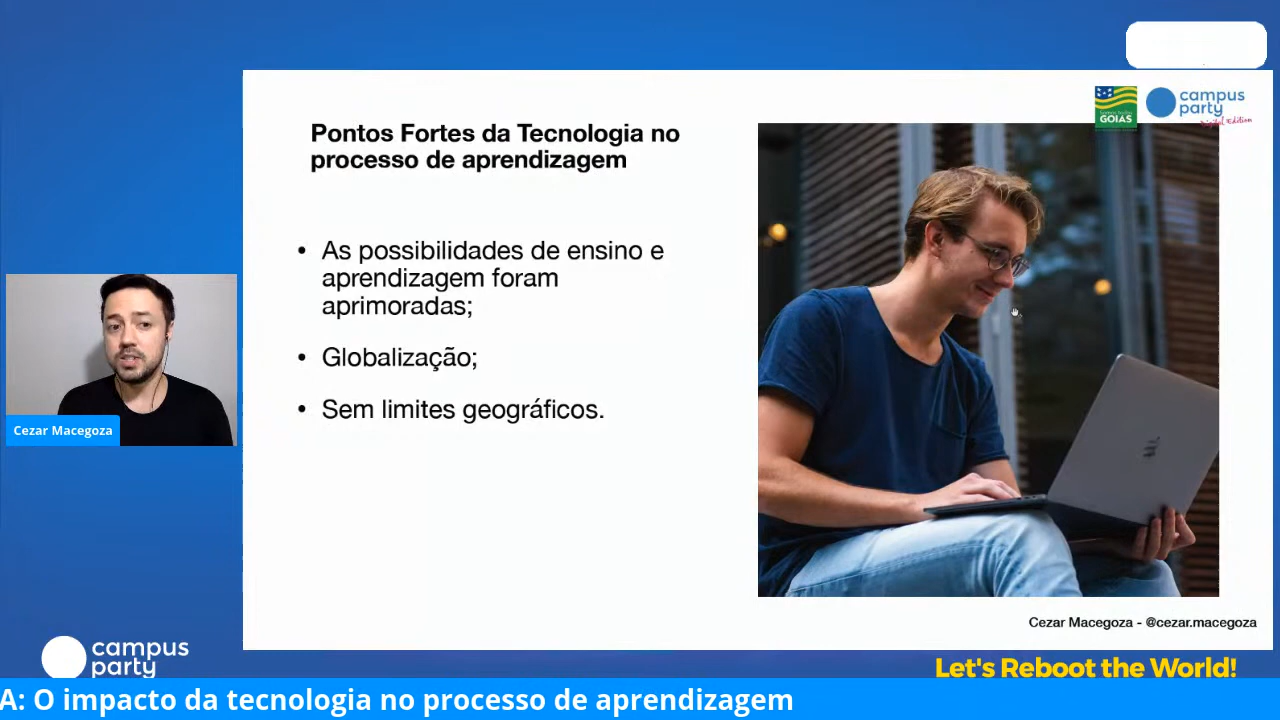 GOIÁS
campus
party
Digital Edition
Pontos Fortes da Tecnologia no
processo de aprendizagem
• As possibilidades de ensino e
aprendizagem foram
aprimoradas;
• Globalização;
• Sem limites geográficos.
Cezar Macegoza
Cezar Macegoza - @cezar.macegoza
campus
party
Let's Reboot the World!
A: O impacto da tecnologia no processo de aprendizagem